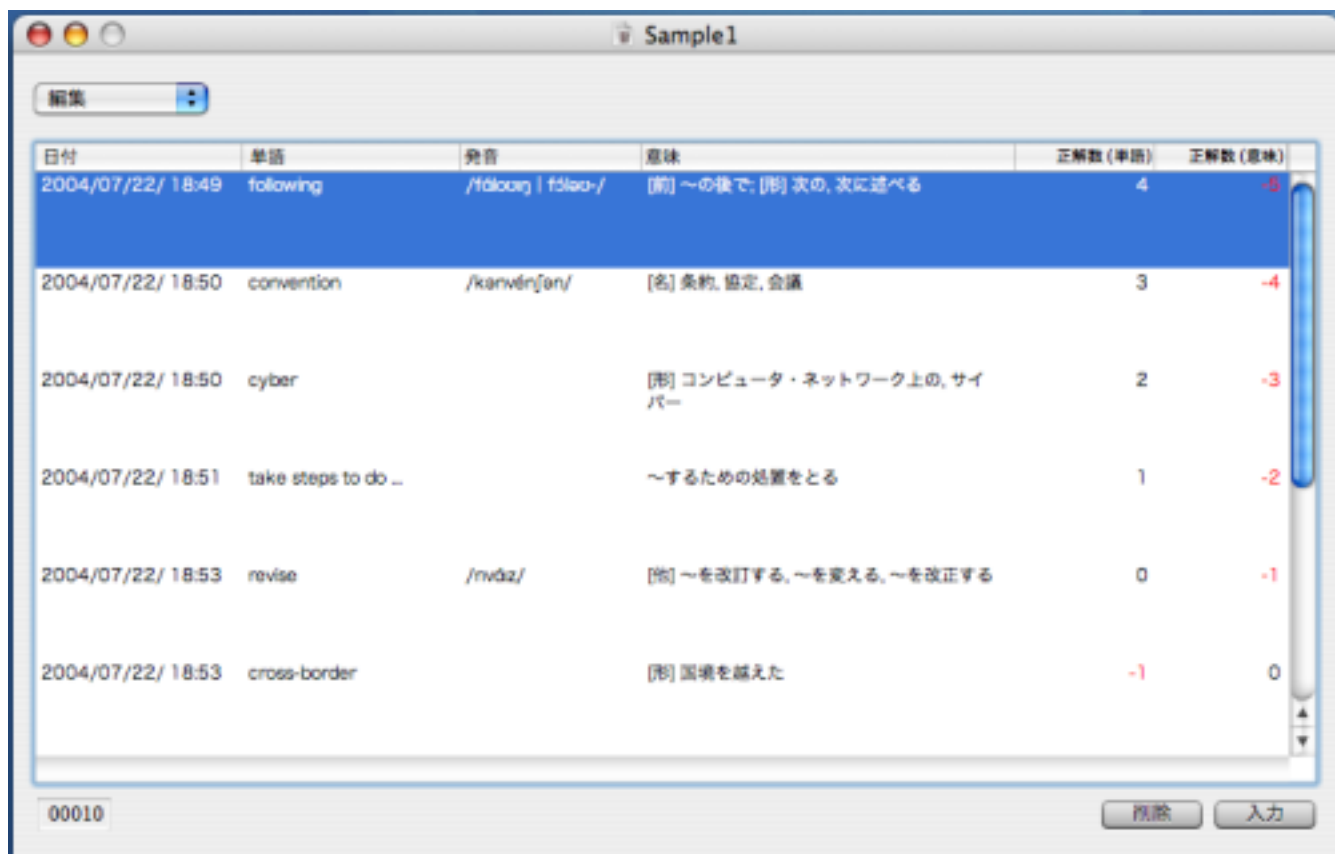 Sample1
編集
日付 単語 発音 意味 正解数 (単語) 正解数 (意味)
2004/07/22/ 18:49 following /fάloʊɪŋ | fɔ́ləʊ-/ [前] ～の後で; [形] 次の, 次に述べる 4 -5
2004/07/22/ 18:50 convention /kənvénʃən/ [名] 条約, 協定, 会議 3 -4
2004/07/22/ 18:50 cyber [形] コンピュータ・ネットワーク上の, サイ
バー 2 -3
2004/07/22/ 18:51 take steps to do ... ～するための処置をとる 1 -2
2004/07/22/ 18:53 revise /rɪváɪz/ [他] ～を改訂する, ～を変える, ～を改正する 0 -1
2004/07/22/ 18:53 cross-border [形] 国境を越えた -1 0
00010 削除 入力